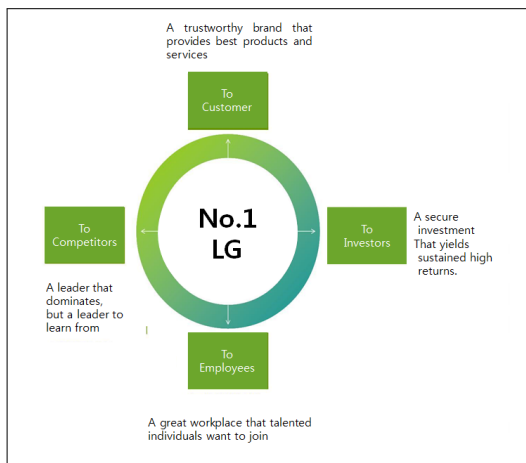 A trustworthy brand that
provides best products and
services
To
Customer
No.1
LG
To
Competitors
To
Investors
A secure
investment
That yields
sustained high
returns.
A leader that
dominates,
but a leader to
learn from
To
Employees
A great workplace that talented
individuals want to join